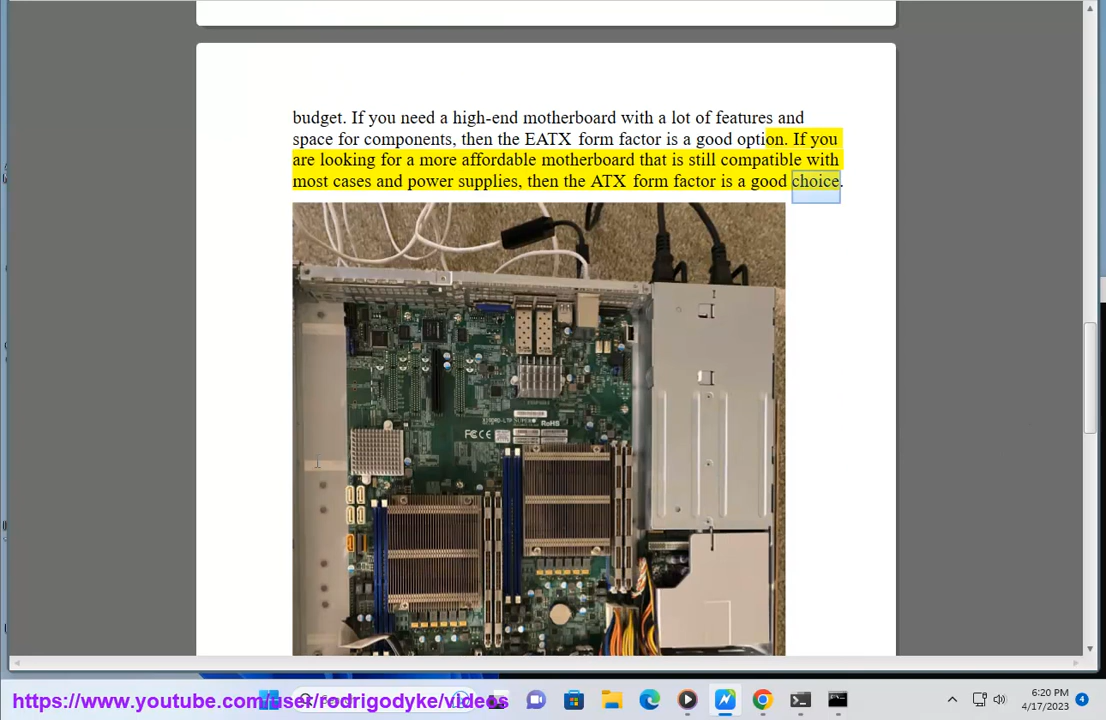 budget. If you need a high-end motherboard with a lot of features and
space for components, then the EATX form factor is a good option. If you
are looking for a more affordable motherboard that is still compatible with
most cases and power supplies, then the ATX form factor is a good choice.
FCC
RoHS
https://www.youtube.com/user/rodrigodyke/videos
6:20 PM
4/17/2023
4